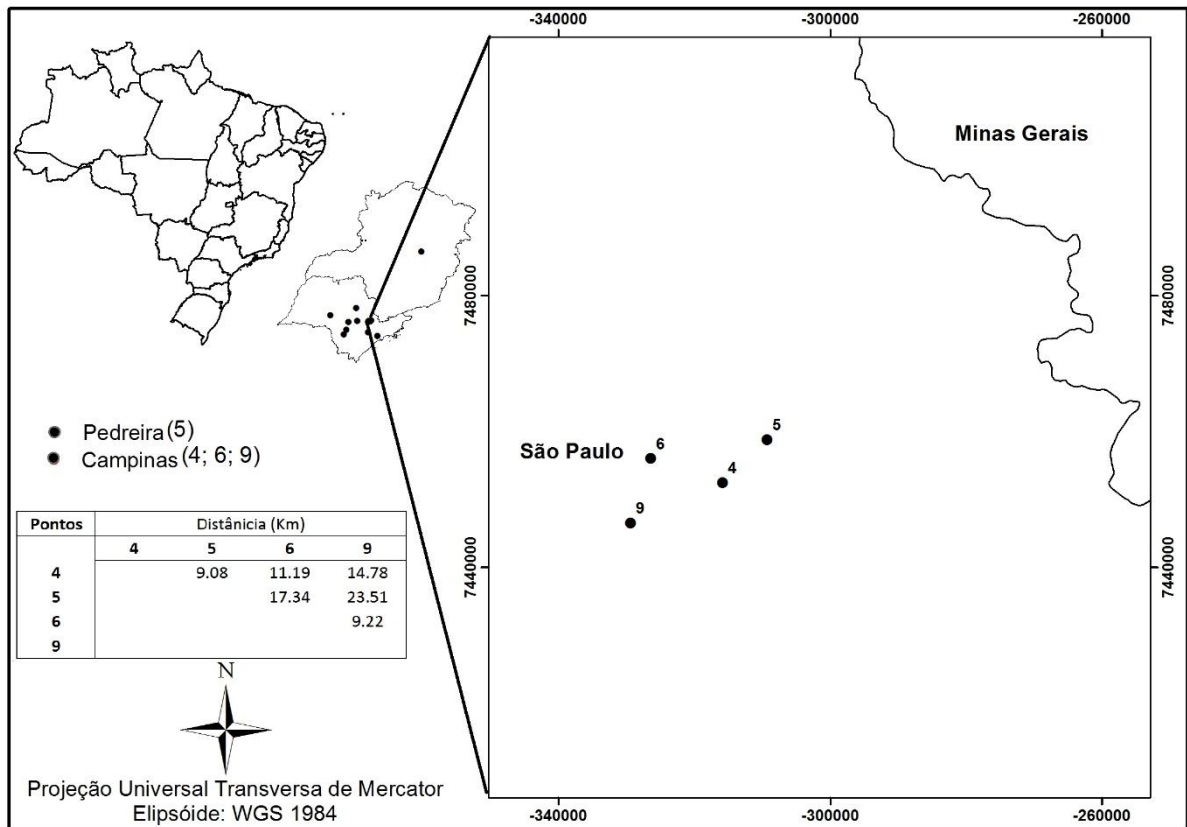 -340000 -300000 -260000
Minas Gerais
7480000 7480000
Pedreira (5)
Campinas (4; 6; 9)
São Paulo
5
6
4
9
Pontos Distânicia (Km)
4 5 6 9
4 9.08 11.19 14.78
5 17.34 23.51
6 9.22
9
7440000 7440000
N
Projeção Universal Transversa de Mercator
Elipsóide: WGS 1984
-340000 -300000 -260000